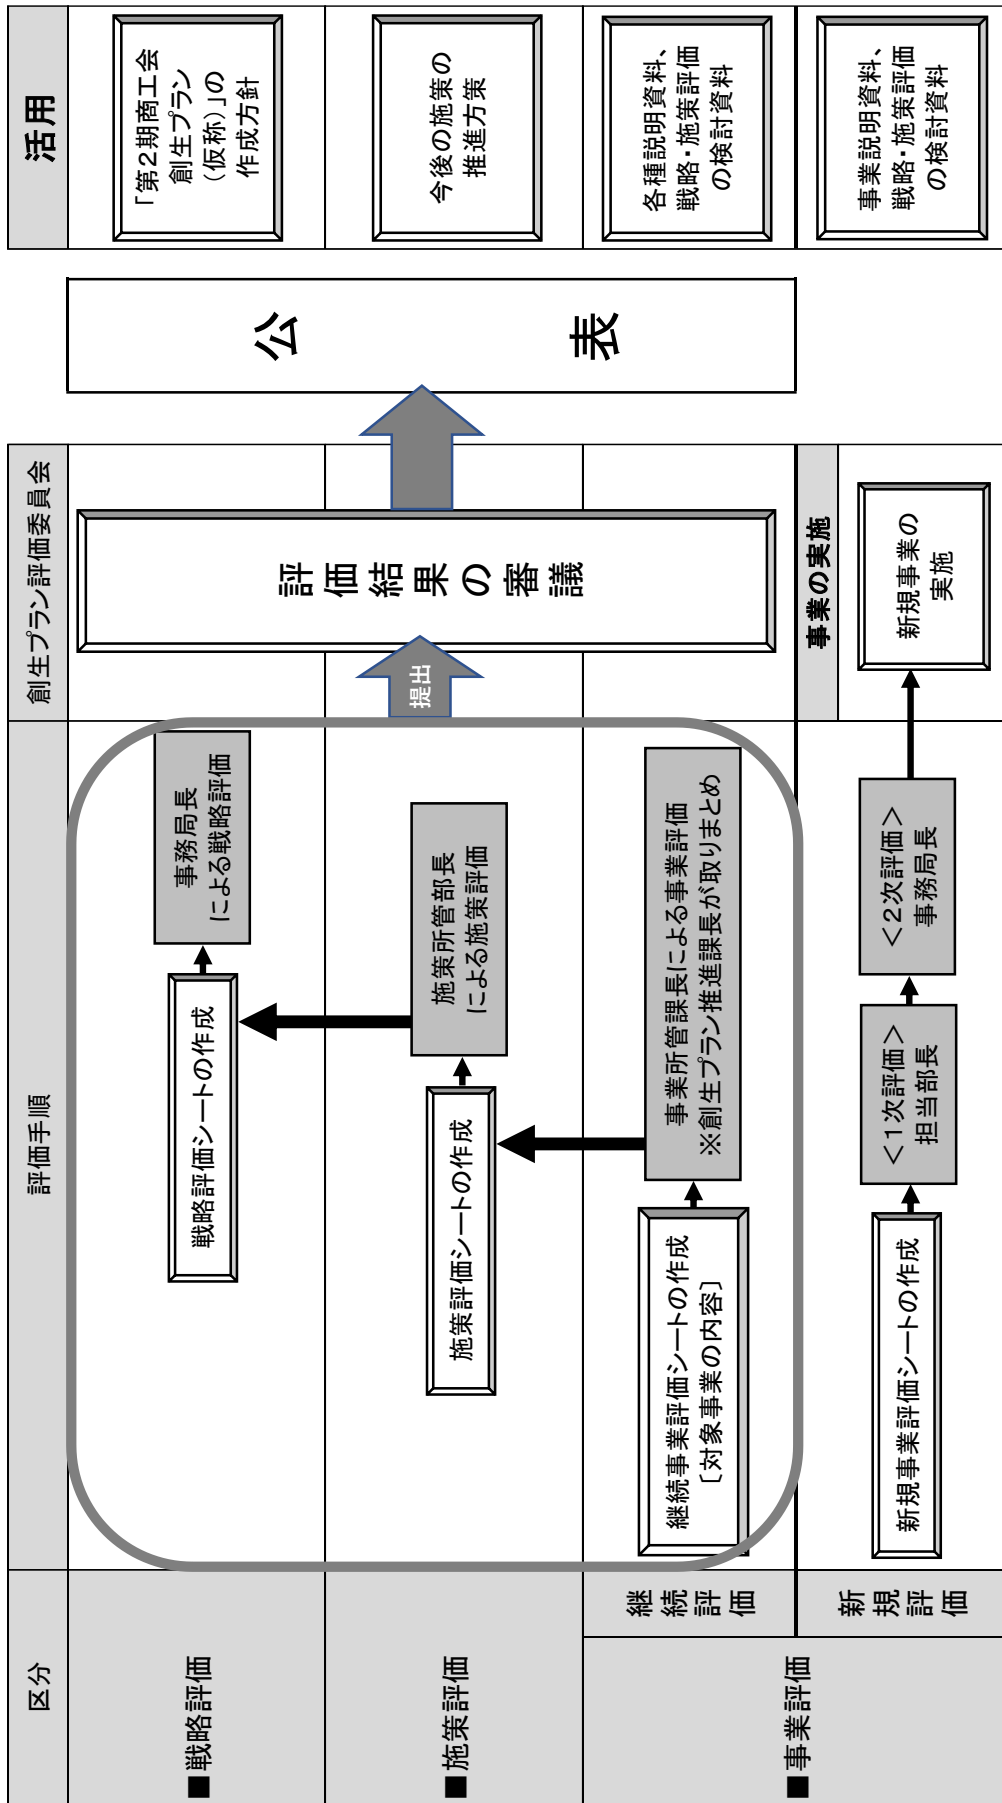 区分
評価手順
創生プラン評価委員会
活用
■戦略評価
戦略評価シートの作成
事務局長
による戦略評価
「第2期商工会
創生プラン
(仮称)」の
作成方針
■施策評価
施策評価シートの作成
施策所管部長
による施策評価
提出
評価結果の審議
公表
今後の施策の
推進方策
■事業評価
継続評価
継続事業評価シートの作成
[対象事業の内容]
事業所管課長による事業評価
※創生プラン推進課長が取りまとめ
各種説明資料、
戦略・施策評価
の検討資料
新規評価
新規事業評価シートの作成
<1次評価>
担当部長
<2次評価>
事務局長
事業の実施
新規事業の
実施
事業説明資料、
戦略・施策評価
の検討資料